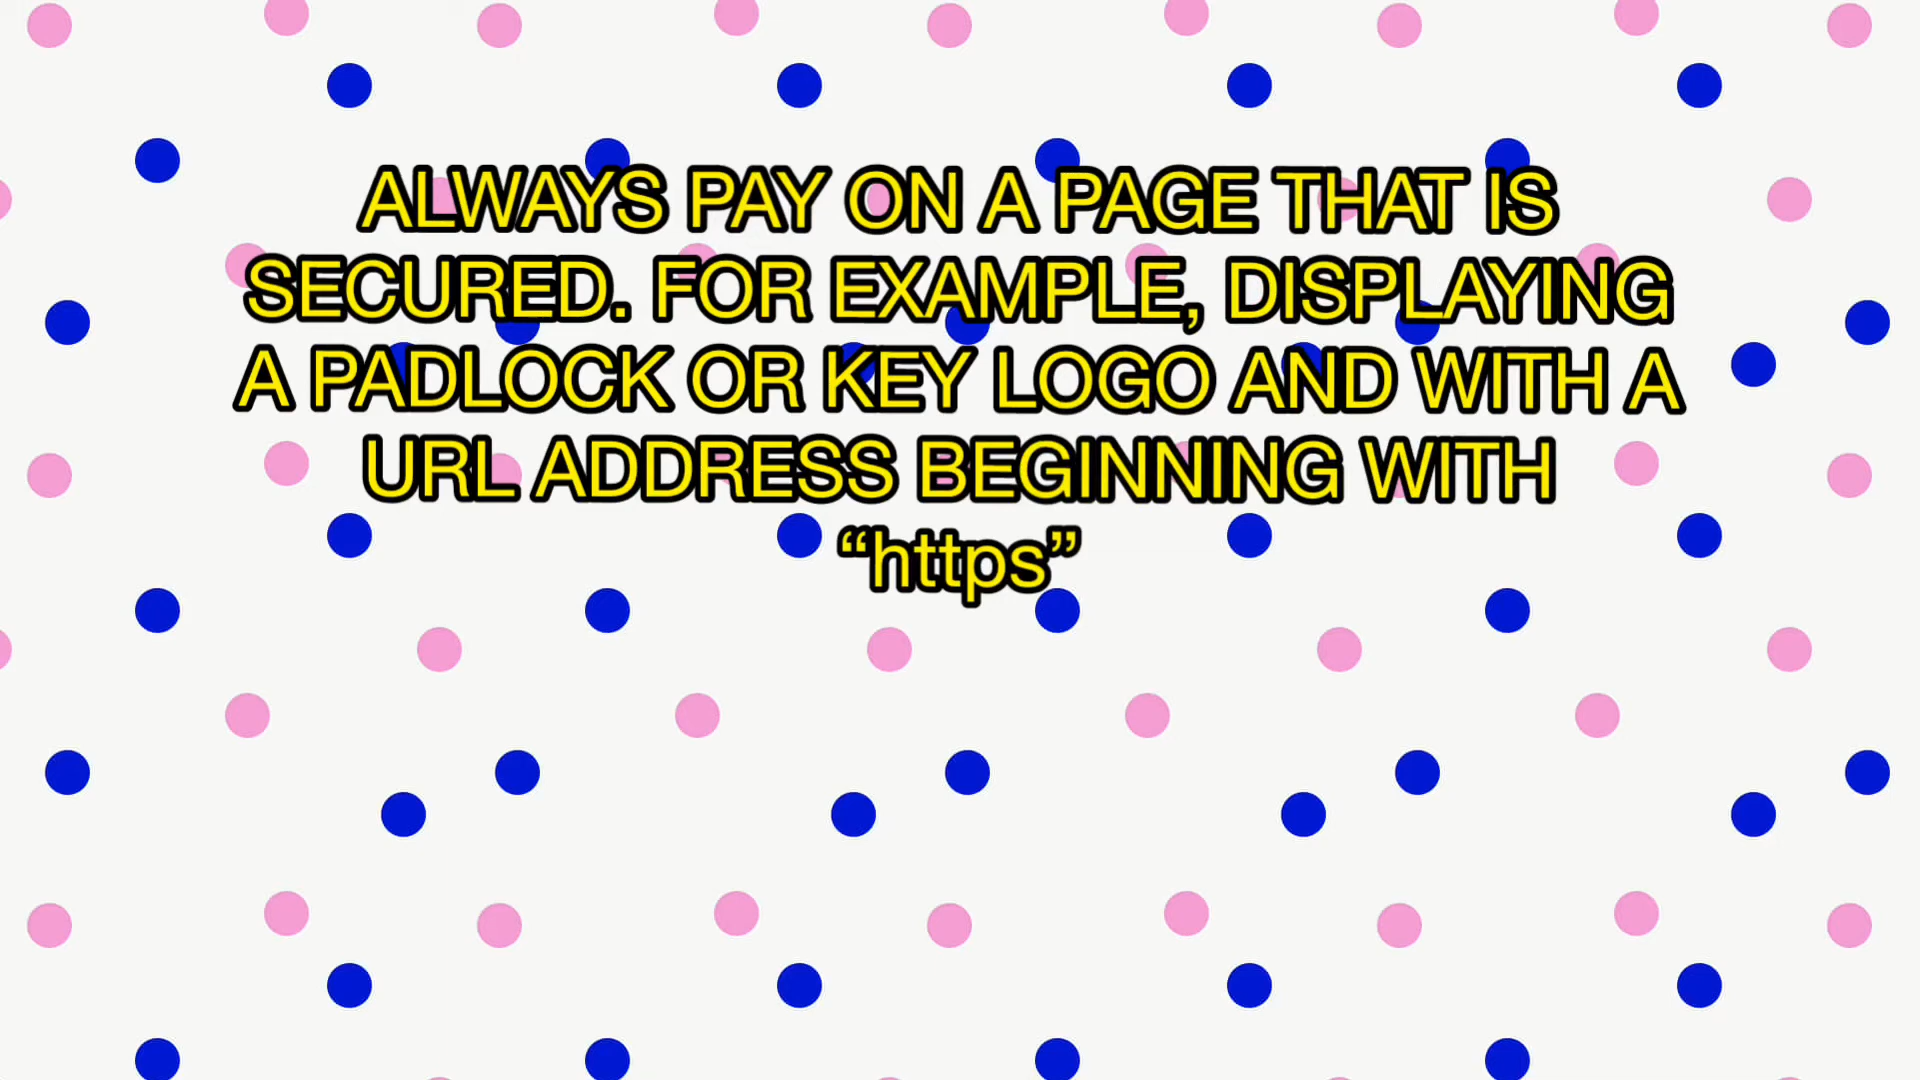 ALWAYS PAY ON A PAGE THAT IS
SECURED. FOR EXAMPLE, DISPLAYING
A PADLOCK OR KEY LOGO AND WITH A
URL ADDRESS BEGINNING WITH
“https”